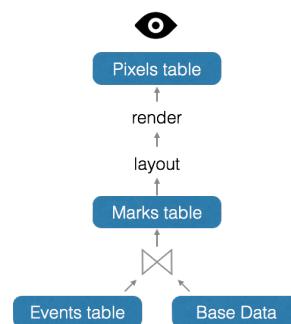 Pixels table
render
layout
Marks table
Events table
Base Data